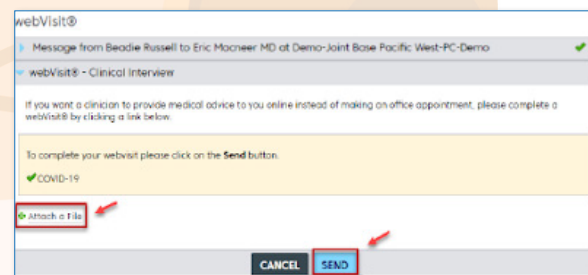 webVisit®
Message from Beadie Russell to Eric Macneer MD at Demo-Joint Base Pacific West-PC-Demo
webVisit® - Clinical Interview
If you want a clinician to provide medical advice to you online instead of making an office appointment, please complete a
webVisit® by clicking a link below.
To complete your webvisit please click on the Send button.
COVID-19
Attach a File
CANCEL SEND